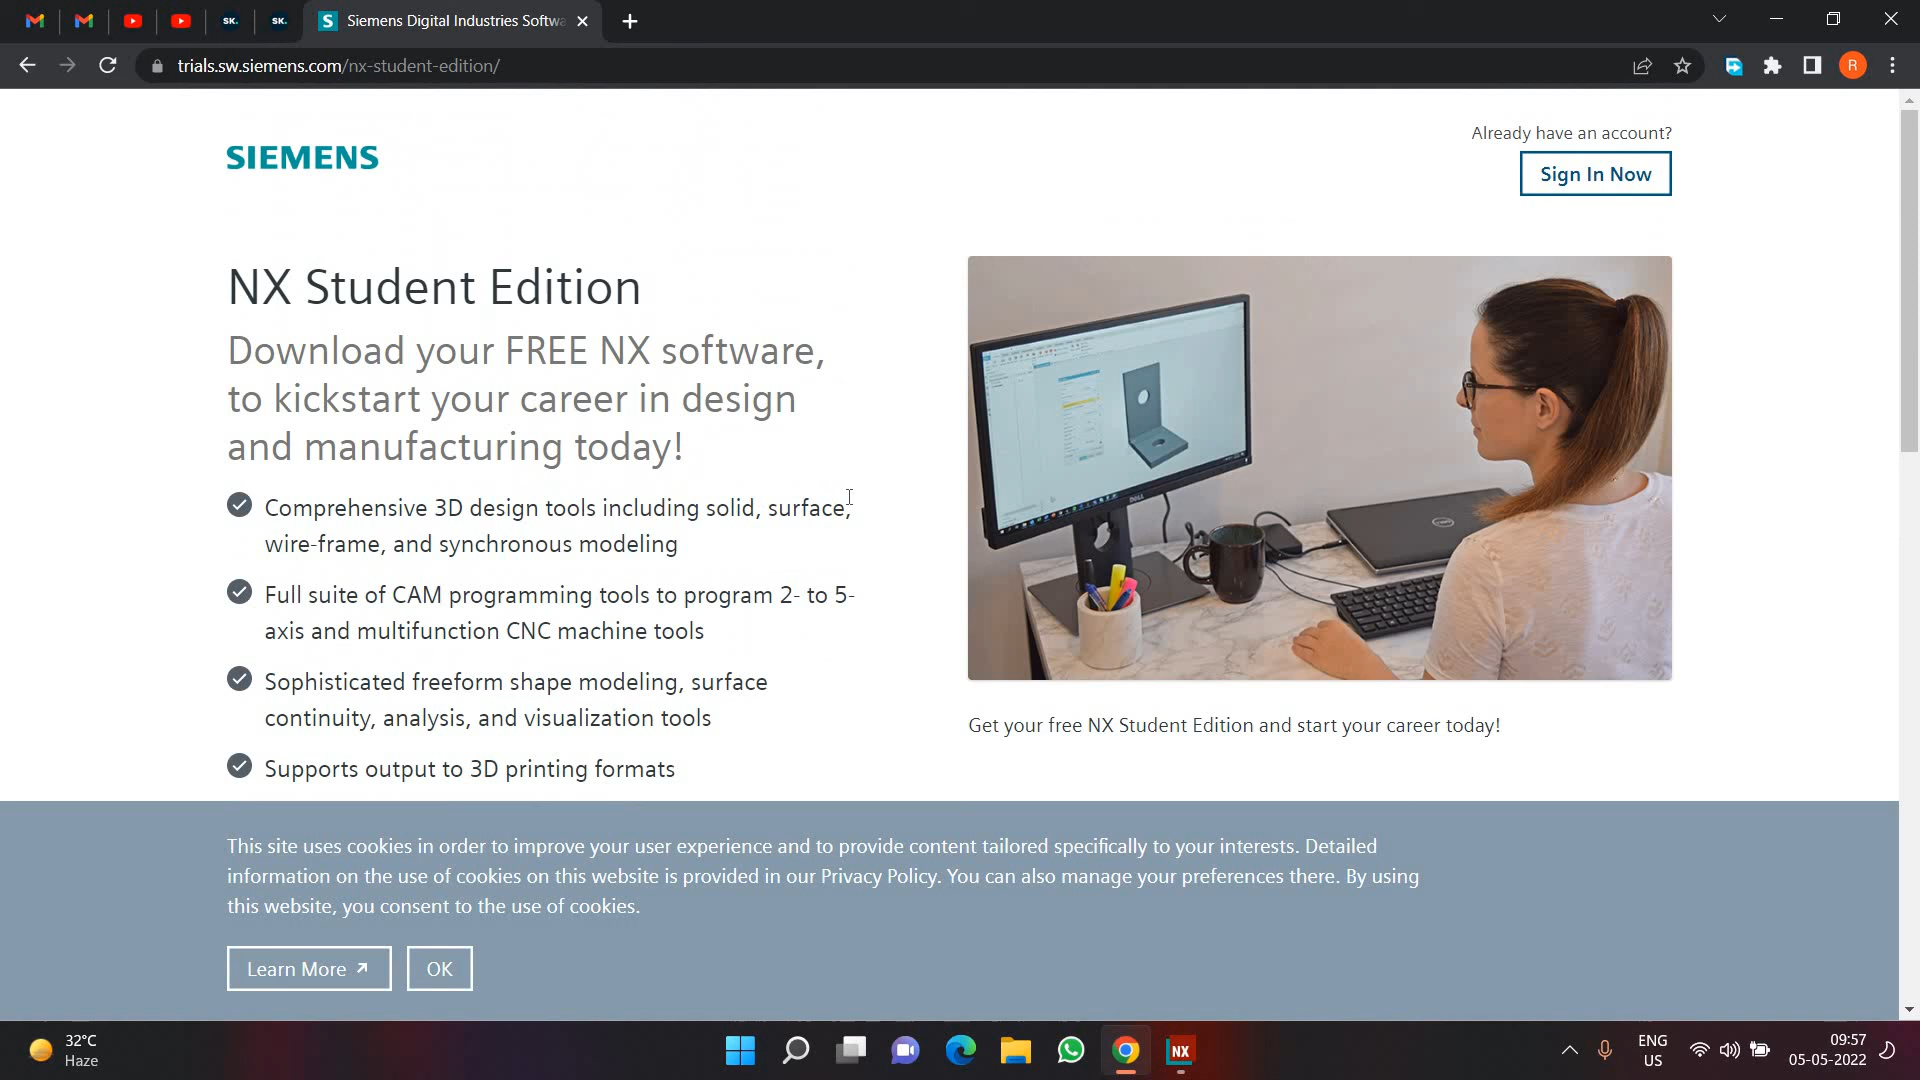 SK.
SK.
S Siemens Digital Industries Softwa
trials.sw.siemens.com/nx-student-edition/
R
SIEMENS
Already have an account?
Sign In Now
NX Student Edition
Download your FREE NX software,
to kickstart your career in design
and manufacturing today!
Comprehensive 3D design tools including solid, surface,
wire-frame, and synchronous modeling
Full suite of CAM programming tools to program 2- to 5-
axis and multifunction CNC machine tools
Sophisticated freeform shape modeling, surface
continuity, analysis, and visualization tools
Supports output to 3D printing formats
DELL
Get your free NX Student Edition and start your career today!
This site uses cookies in order to improve your user experience and to provide content tailored specifically to your interests. Detailed
information on the use of cookies on this website is provided in our Privacy Policy. You can also manage your preferences there. By using
this website, you consent to the use of cookies.
Learn More
OK
32°C
Haze
NX
ENG
US
09:57
05-05-2022